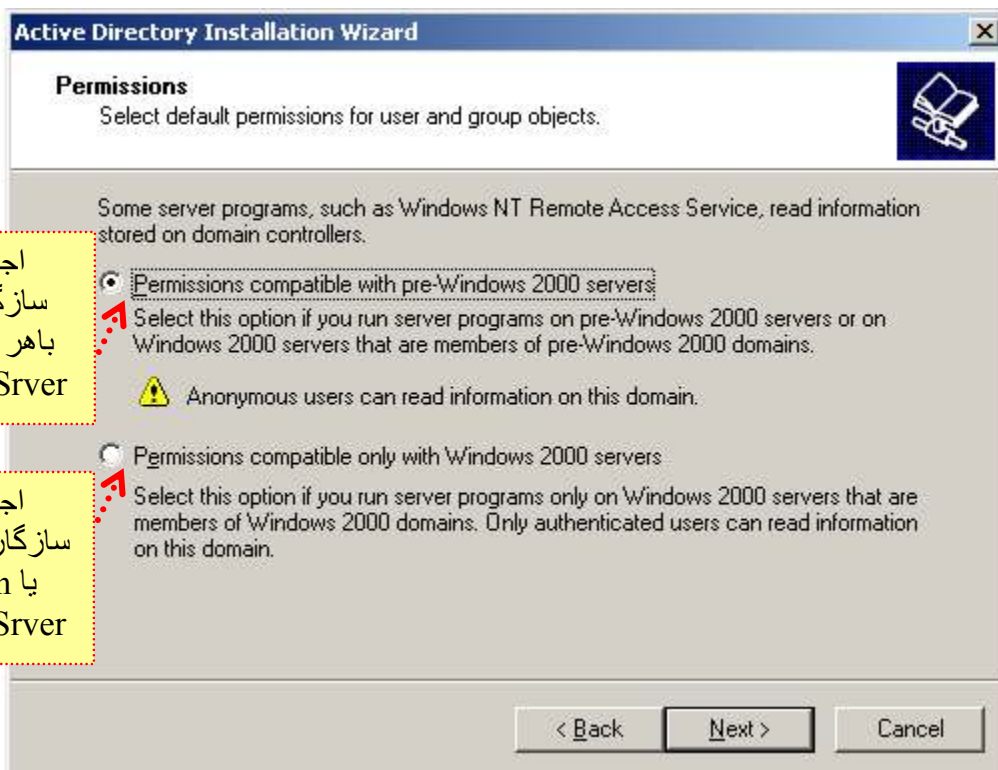 Active Directory Installation Wizard
Permissions
Select default permissions for user and group objects.
Some server programs, such as Windows NT Remote Access Service, read information
stored on domain controllers.
Permissions compatible with pre-Windows 2000 servers
Select this option if you run server programs on pre-Windows 2000 servers or on
Windows 2000 servers that are members of pre-Windows 2000 domains.
Anonymous users can read information on this domain.
Permissions compatible only with Windows 2000 servers
Select this option if you run server programs only on Windows 2000 servers that are
members of Windows 2000 domains. Only authenticated users can read information
on this domain.
باهر
Srver
یا
Srver
< Back
Next >
Cancel